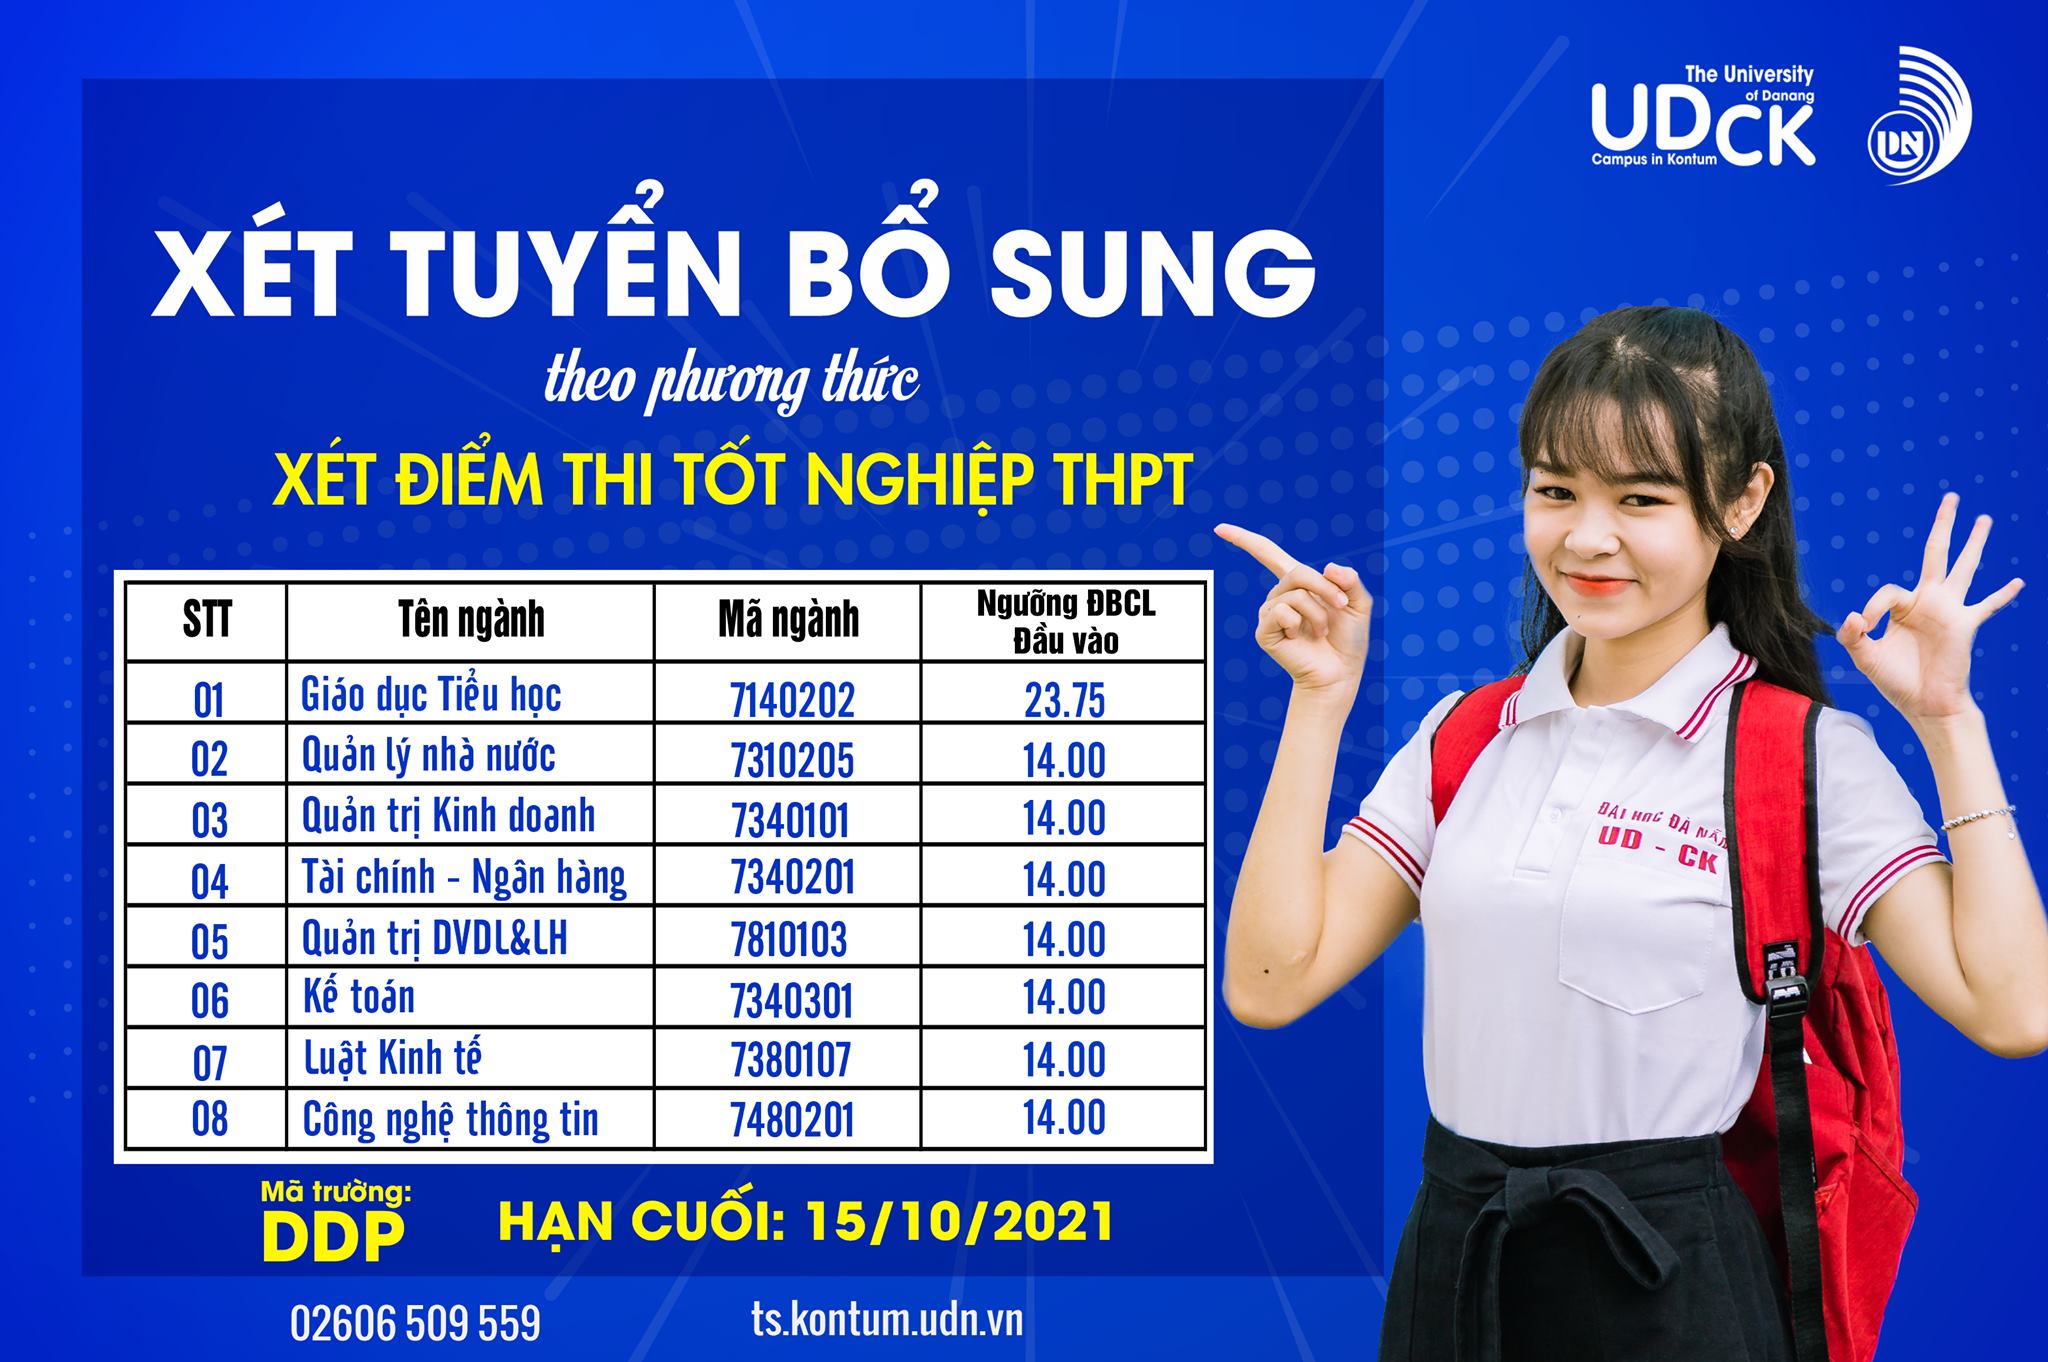 The University
of Danang
UDCK
Campus in Kontum
DN
XÉT TUYỂN BỔ SUNG
theo phương thức
XÉT ĐIỂM THI TỐT NGHIỆP THPT
STT Tên ngành Mã ngành Ngưỡng ĐBCL Đầu vào
01 Giáo dục Tiểu học 7140202 23.75
02 Quản lý nhà nước 7310205 14.00
03 Quản trị Kinh doanh 7340101 14.00
04 Tài chính - Ngân hàng 7340201 14.00
05 Quản trị DVDL&LH 7810103 14.00
06 Kế toán 7340301 14.00
07 Luật Kinh tế 7380107 14.00
08 Công nghệ thông tin 7480201 14.00
ĐẠI HỌC ĐÀ
UD - CK
Mã trường:
DDP
HẠN CUỐI: 15/10/2021
02606 509 559
ts.kontum.udn.vn